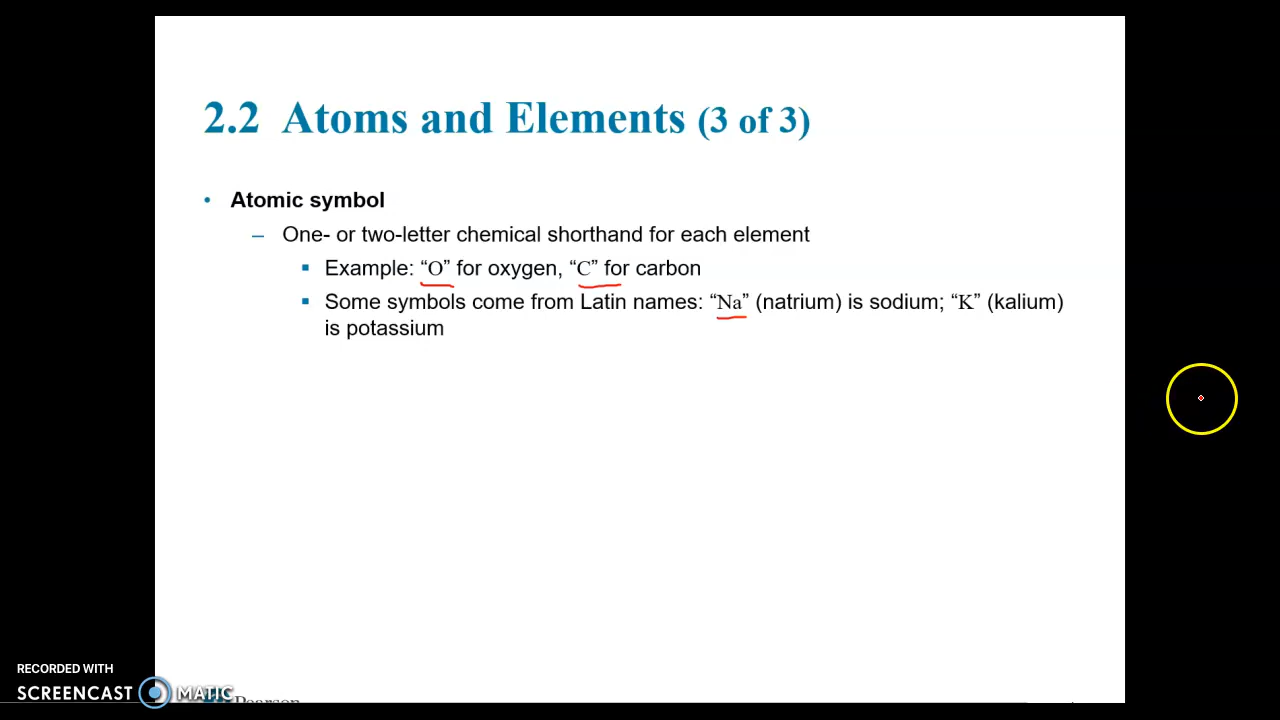 2.2 Atoms and Elements (3 of 3)
• Atomic symbol
– One- or two-letter chemical shorthand for each element
▪ Example: “O” for oxygen, “C” for carbon
▪ Some symbols come from Latin names: “Na” (natrium) is sodium; “K” (kalium)
is potassium
RECORDED WITH
SCREENCAST MATIC
Pearson